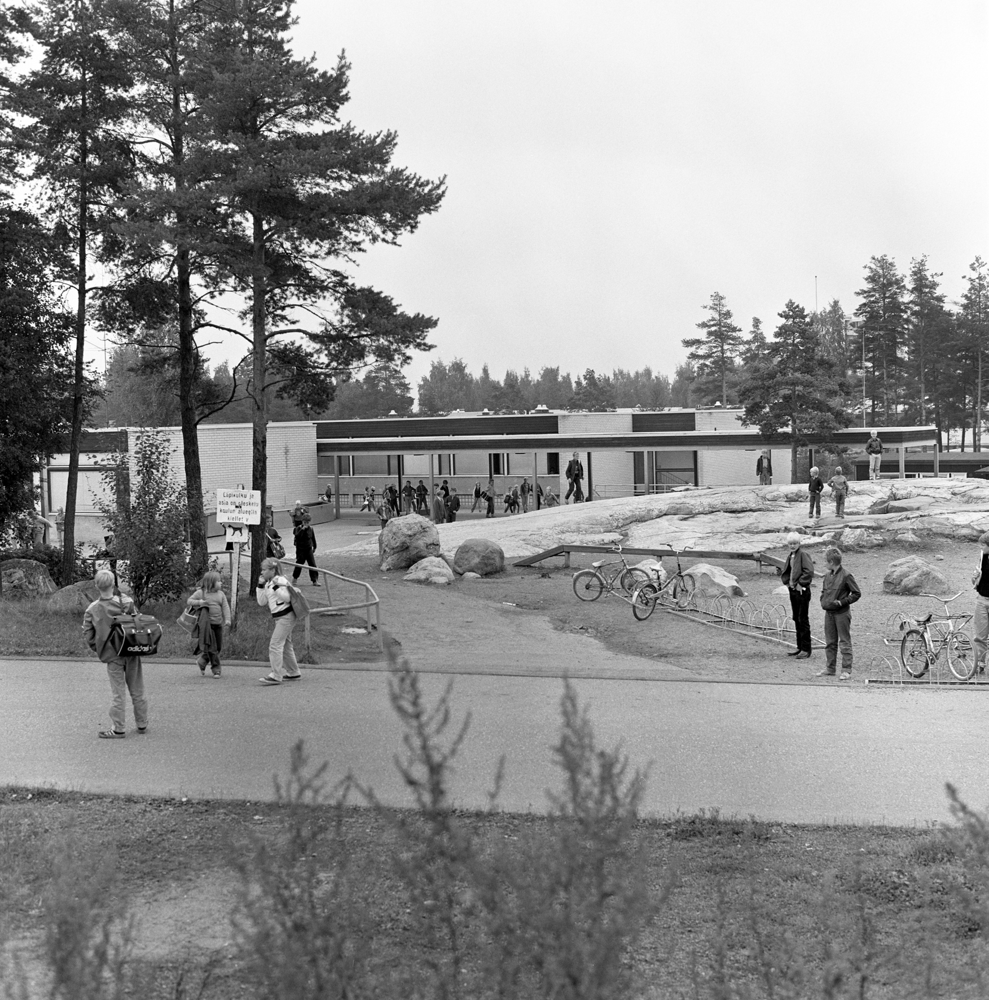 Läpikulku ja
asia on oleskelu
koulun alueella
kielletty
adidas